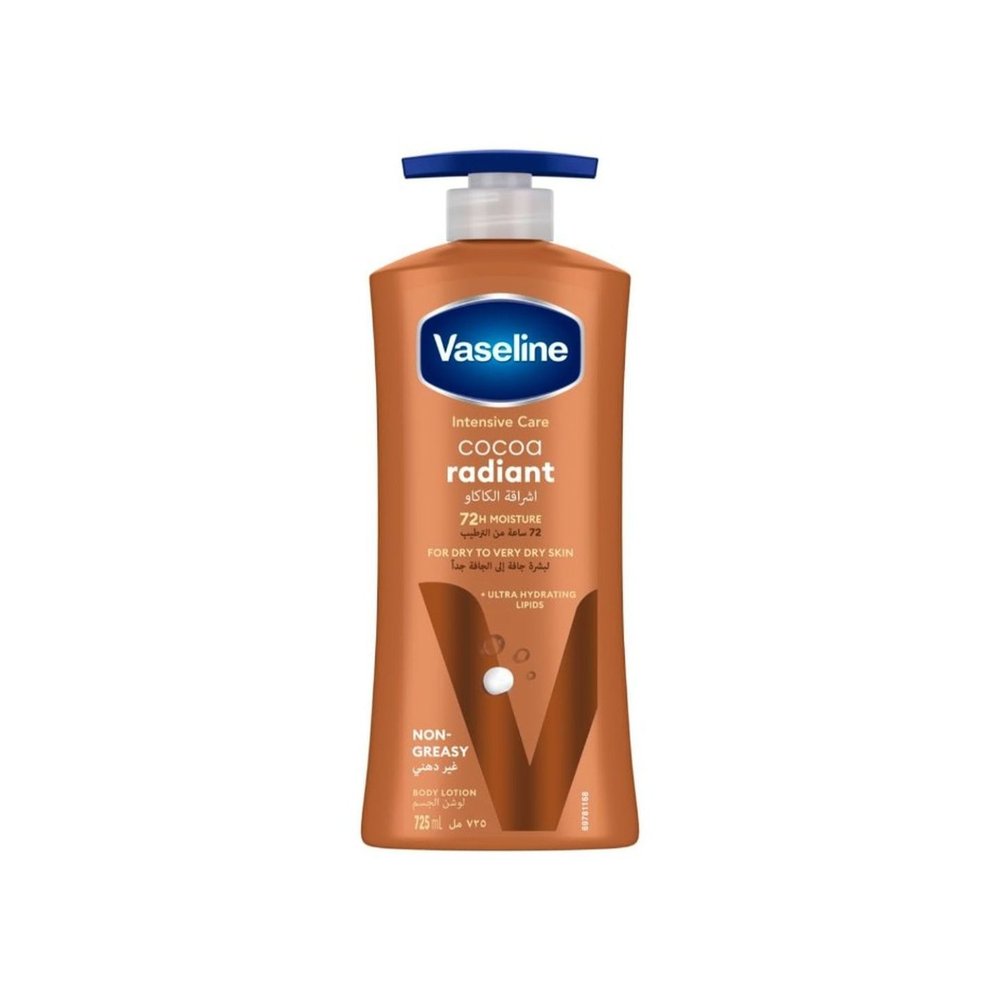 Vaseline
Intensive Care
cocoa
radiant
اشراقة الكاكاو
72H MOISTURE
72 ساعة من الترطيب
FOR DRY TO VERY DRY SKIN
لبشرة جافة إلى الجافة جداً
+ ULTRA HYDRATING
LIPIDS
NON-
GREASY
غير دهني
BODY LOTION
لوشن الجسم
725 mL ٧٢٥ مل
69781168